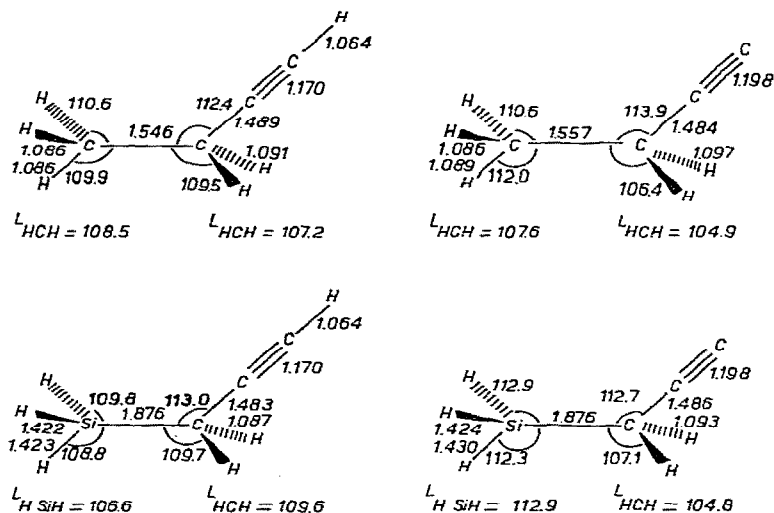 H
1.064
C
1.170
C
H
110.6
112.4
1.489
H
C
1.546
C
1.086
1.091
H
1.086
109.9
109.5
H
H
∠HCH = 108.5
∠HCH = 107.2
C
1.198
C
H
110.6
113.9
1.484
H
C
1.557
C
1.086
1.097
H
1.089
112.0
106.4
H
H
∠HCH = 107.6
∠HCH = 104.9
H
1.064
C
1.170
C
H
109.8
113.0
1.483
H
Si
1.876
C
1.087
1.422
H
1.423
108.8
109.7
H
H
∠H SiH = 106.6
∠HCH = 109.6
C
1.198
C
H
112.9
112.7
1.486
H
Si
1.876
C
1.093
1.424
H
1.430
112.3
107.1
H
H
∠H SiH = 112.9
∠HCH = 104.8